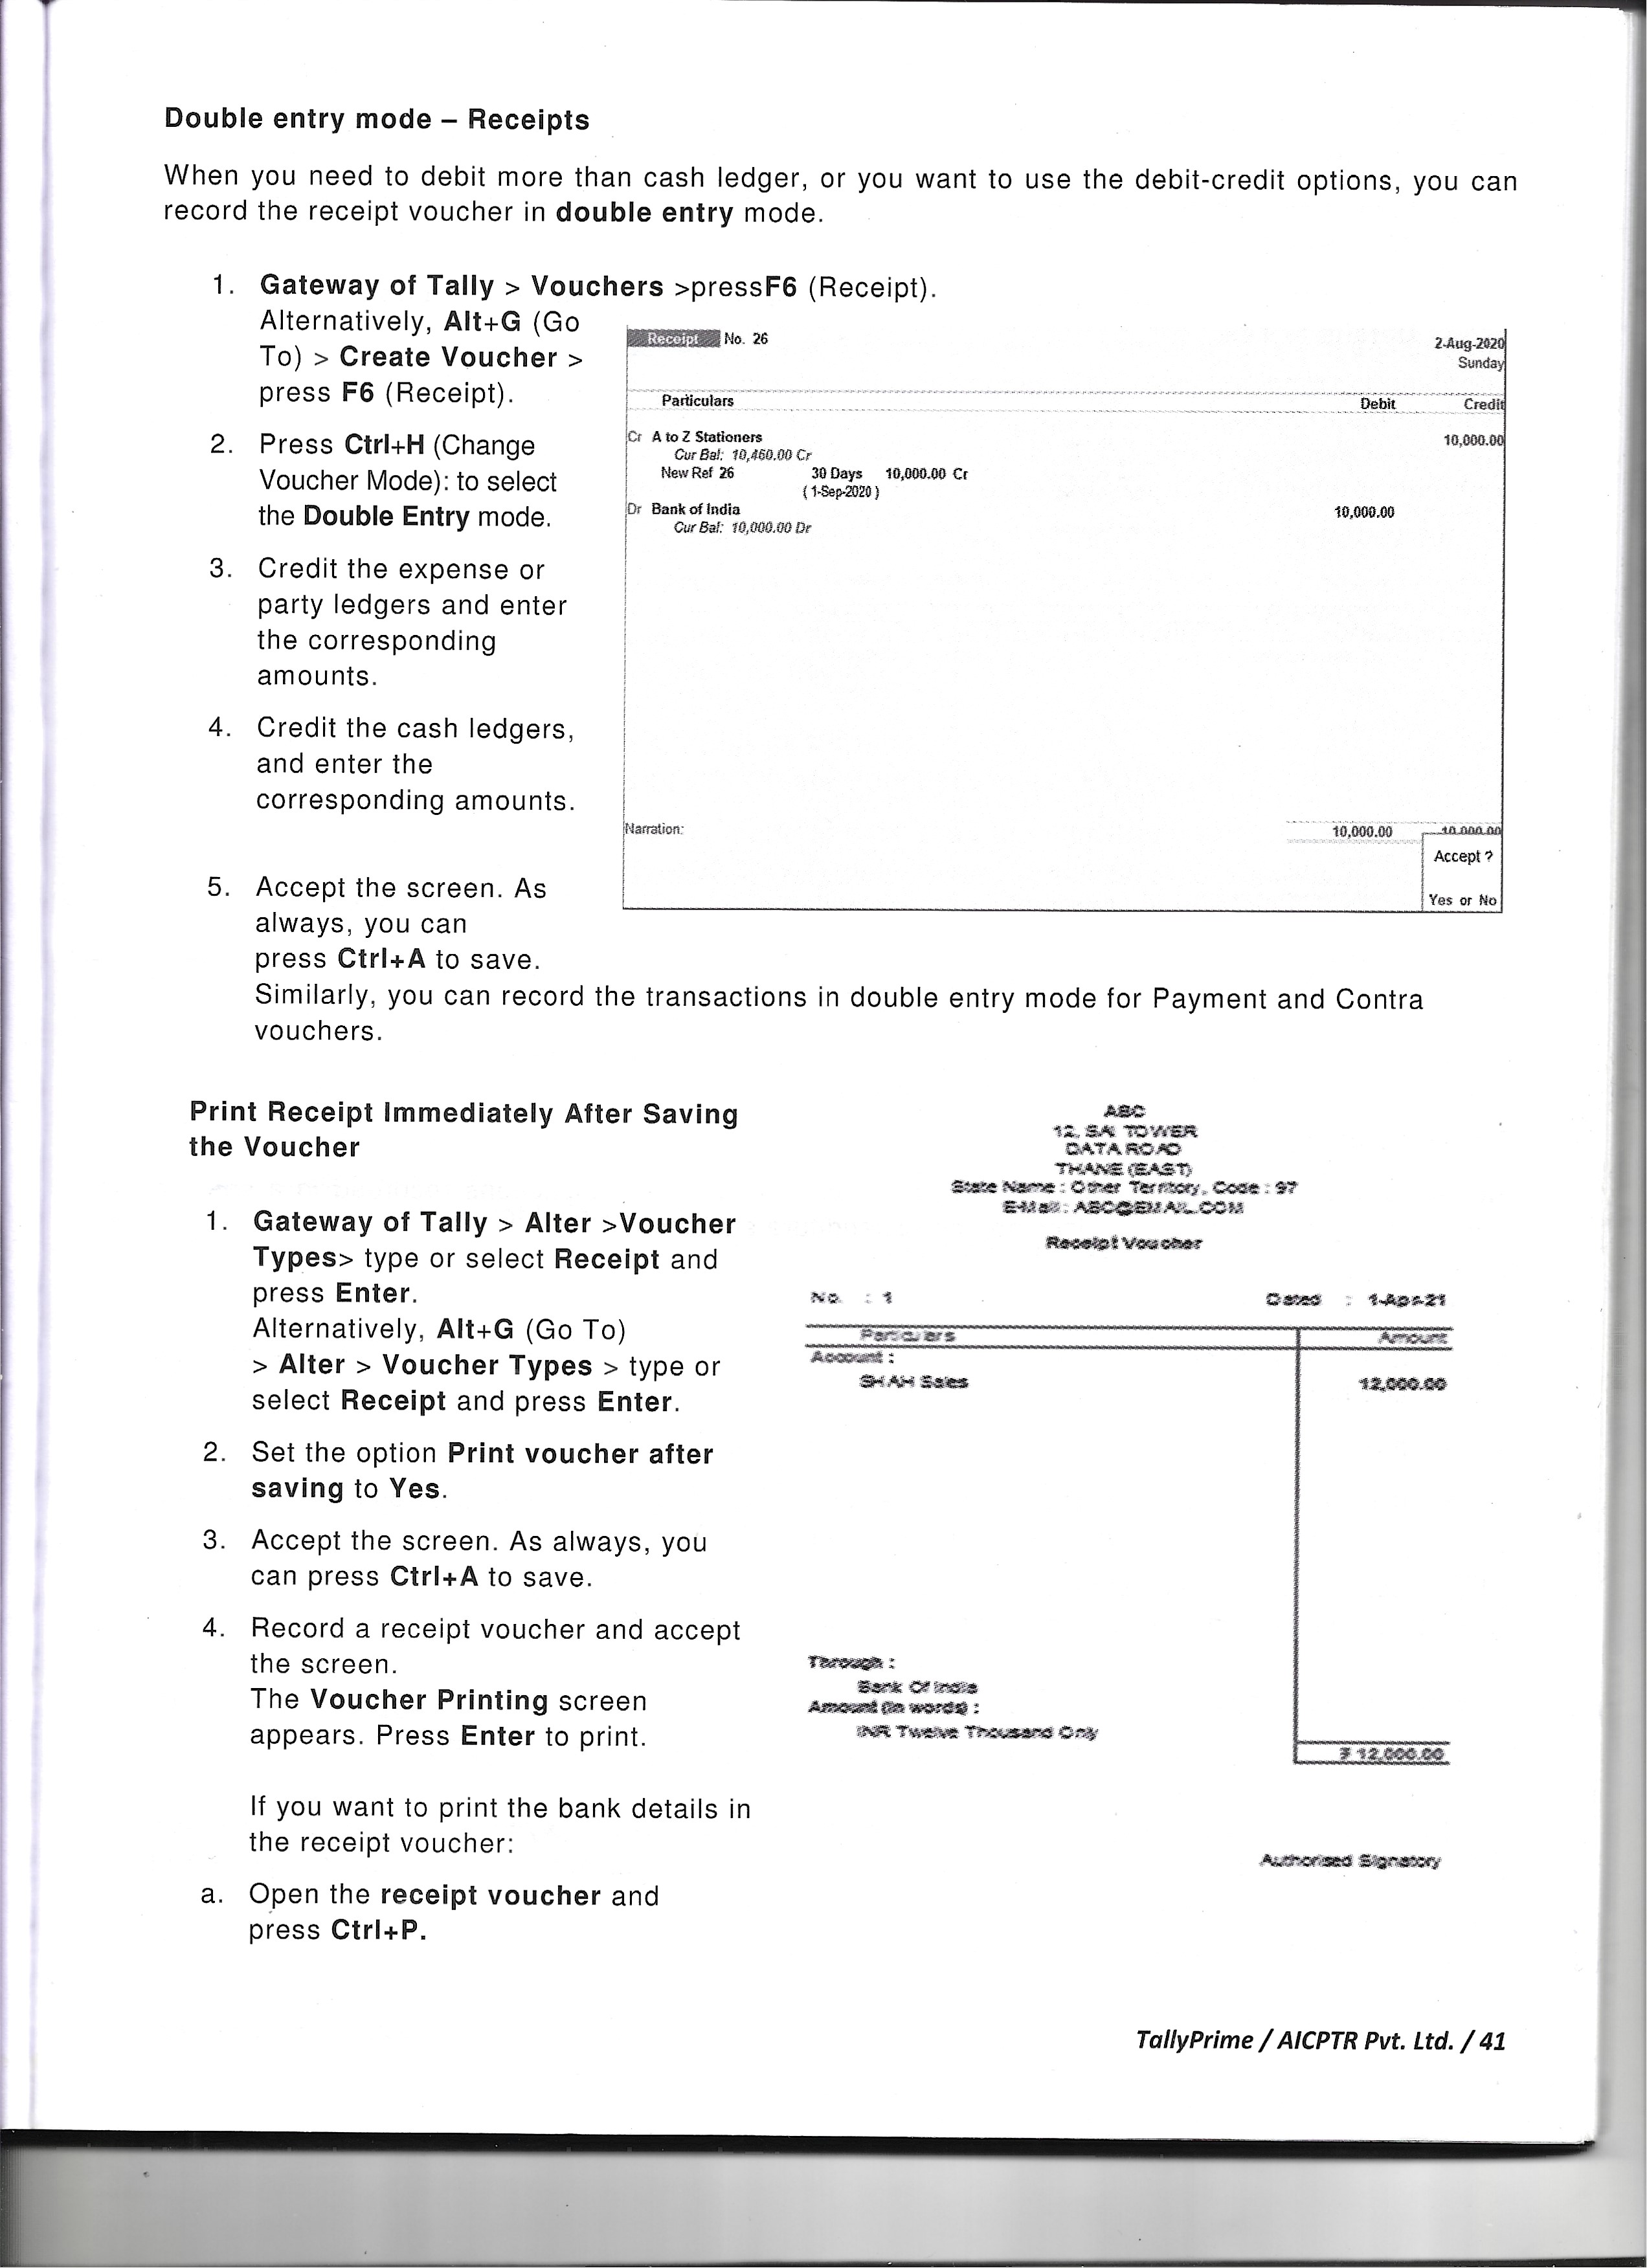 Double entry mode – Receipts
When you need to debit more than cash ledger, or you want to use the debit-credit options, you can
record the receipt voucher in double entry mode.
1. Gateway of Tally > Vouchers >pressF6 (Receipt).
Alternatively, Alt+G (Go
To) > Create Voucher >
press F6 (Receipt).
2. Press Ctrl+H (Change
Voucher Mode): to select
the Double Entry mode.
3. Credit the expense or
party ledgers and enter
the corresponding
amounts.
4. Credit the cash ledgers,
and enter the
corresponding amounts.
5. Accept the screen. As
always, you can
press Ctrl+A to save.
Similarly, you can record the transactions in double entry mode for Payment and Contra
vouchers.
Receipt No. 26
2-Aug-2020
Sunday
Particulars Debit Credit
Cr A to Z Stationers 10,000.00
Cur Bal: 10,460.00 Cr
New Ref 26 30 Days 10,000.00 Cr
( 1-Sep-2020 )
Dr Bank of India 10,000.00
Cur Bal: 10,000.00 Dr
Narration: 10,000.00 10,000.00
Accept ?
Yes or No
Print Receipt Immediately After Saving
the Voucher
1. Gateway of Tally > Alter >Voucher
Types> type or select Receipt and
press Enter.
Alternatively, Alt+G (Go To)
> Alter > Voucher Types > type or
select Receipt and press Enter.
2. Set the option Print voucher after
saving to Yes.
3. Accept the screen. As always, you
can press Ctrl+A to save.
4. Record a receipt voucher and accept
the screen.
The Voucher Printing screen
appears. Press Enter to print.
If you want to print the bank details in
the receipt voucher:
a. Open the receipt voucher and
press Ctrl+P.
ABC
12, SAI TOWER
DATA ROAD
THANE (EAST)
State Name : Other Territory, Code : 97
E-Mail : ABC@EMAIL.COM
Receipt Voucher
No. : 1 Dated : 1-Apr-21
Particulars Amount
Account :
SHAH Sales 12,000.00
Through :
Bank Of India
Amount (in words) :
INR Twelve Thousand Only
₹ 12,000.00
Authorised Signatory
TallyPrime / AICPTR Pvt. Ltd. / 41